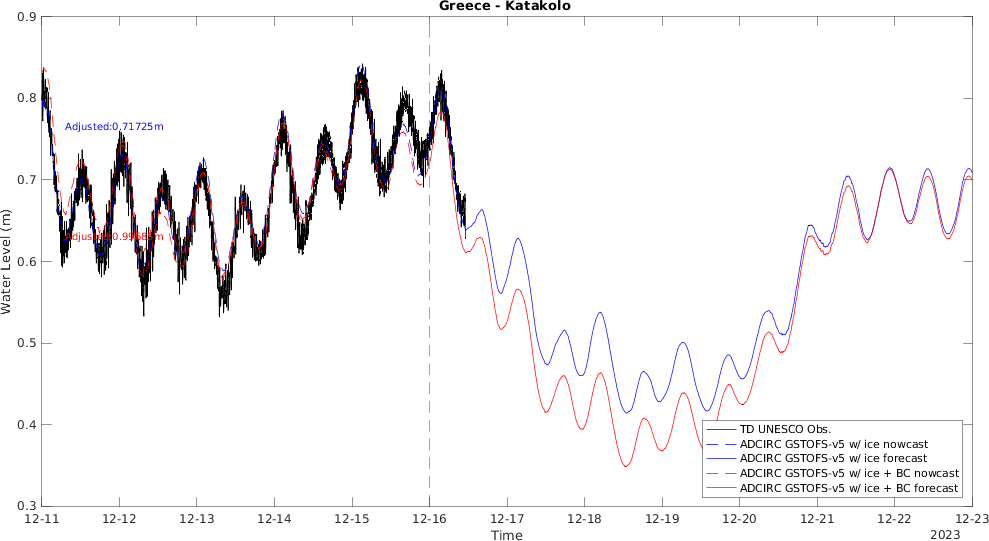 Greece - Katakolo
0.9
0.8
0.7
0.6
0.5
0.4
0.3
Water Level (m)
Adjusted:0.71725m
TD UNESCO Obs.
ADCIRC GSTOFS-v5 w/ ice nowcast
ADCIRC GSTOFS-v5 w/ ice forecast
ADCIRC GSTOFS-v5 w/ ice + BC nowcast
ADCIRC GSTOFS-v5 w/ ice + BC forecast
12-11 12-12 12-13 12-14 12-15 12-16 12-17 12-18 12-19 12-20 12-21 12-22 12-23
Time
2023